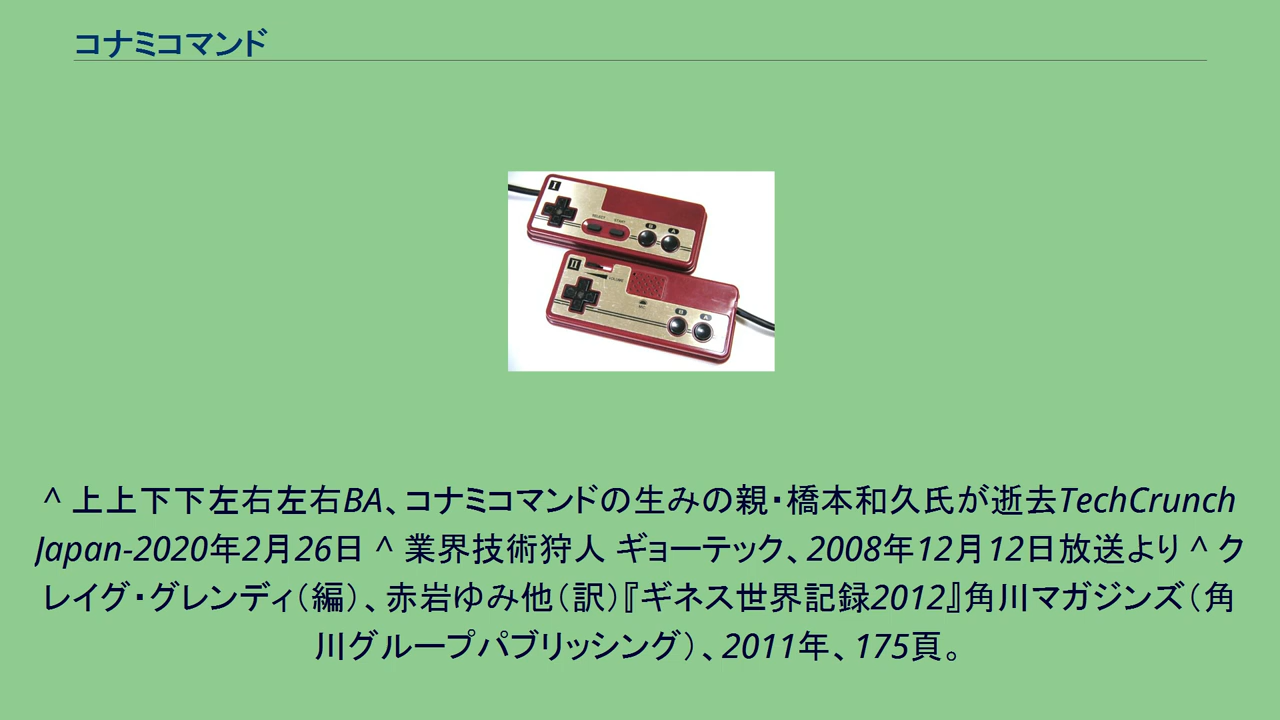 コナミコマンド
I
SELECT START
B A
II
VOLUME
MIC
B A
^ 上上下下左右左右BA、コナミコマンドの生みの親・橋本和久氏が逝去TechCrunch
Japan-2020年2月26日 ^ 業界技術狩人 ギョーテック、2008年12月12日放送より ^ ク
レイグ・グレンディ（編）、赤岩ゆみ他（訳）『ギネス世界記録2012』角川マガジンズ（角
川グループパブリッシング）、2011年、175頁。